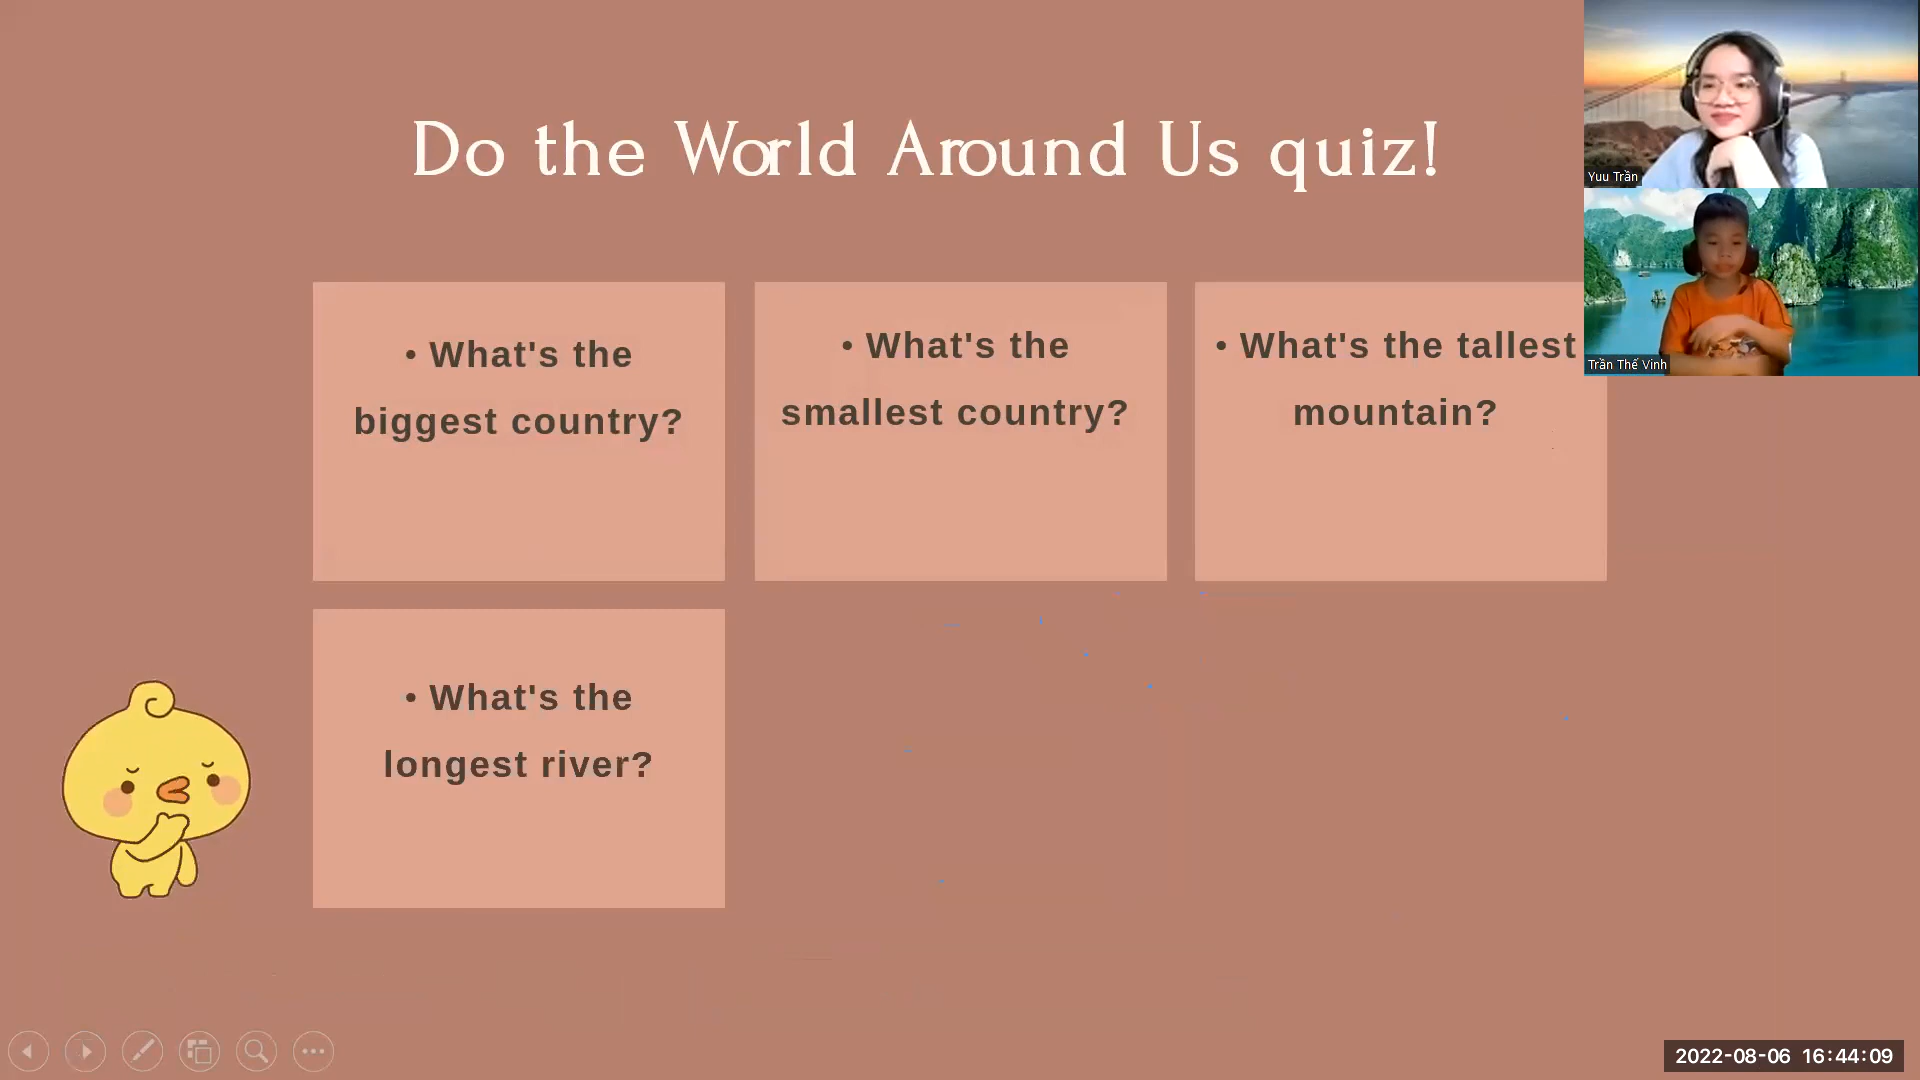 Do the World Around Us quiz!
• What's the
biggest country?
• What's the
smallest country?
• What's the tallest
mountain?
• What's the
longest river?
Yuu Trần
Trần Thế Vinh
2022-08-06 16:44:09